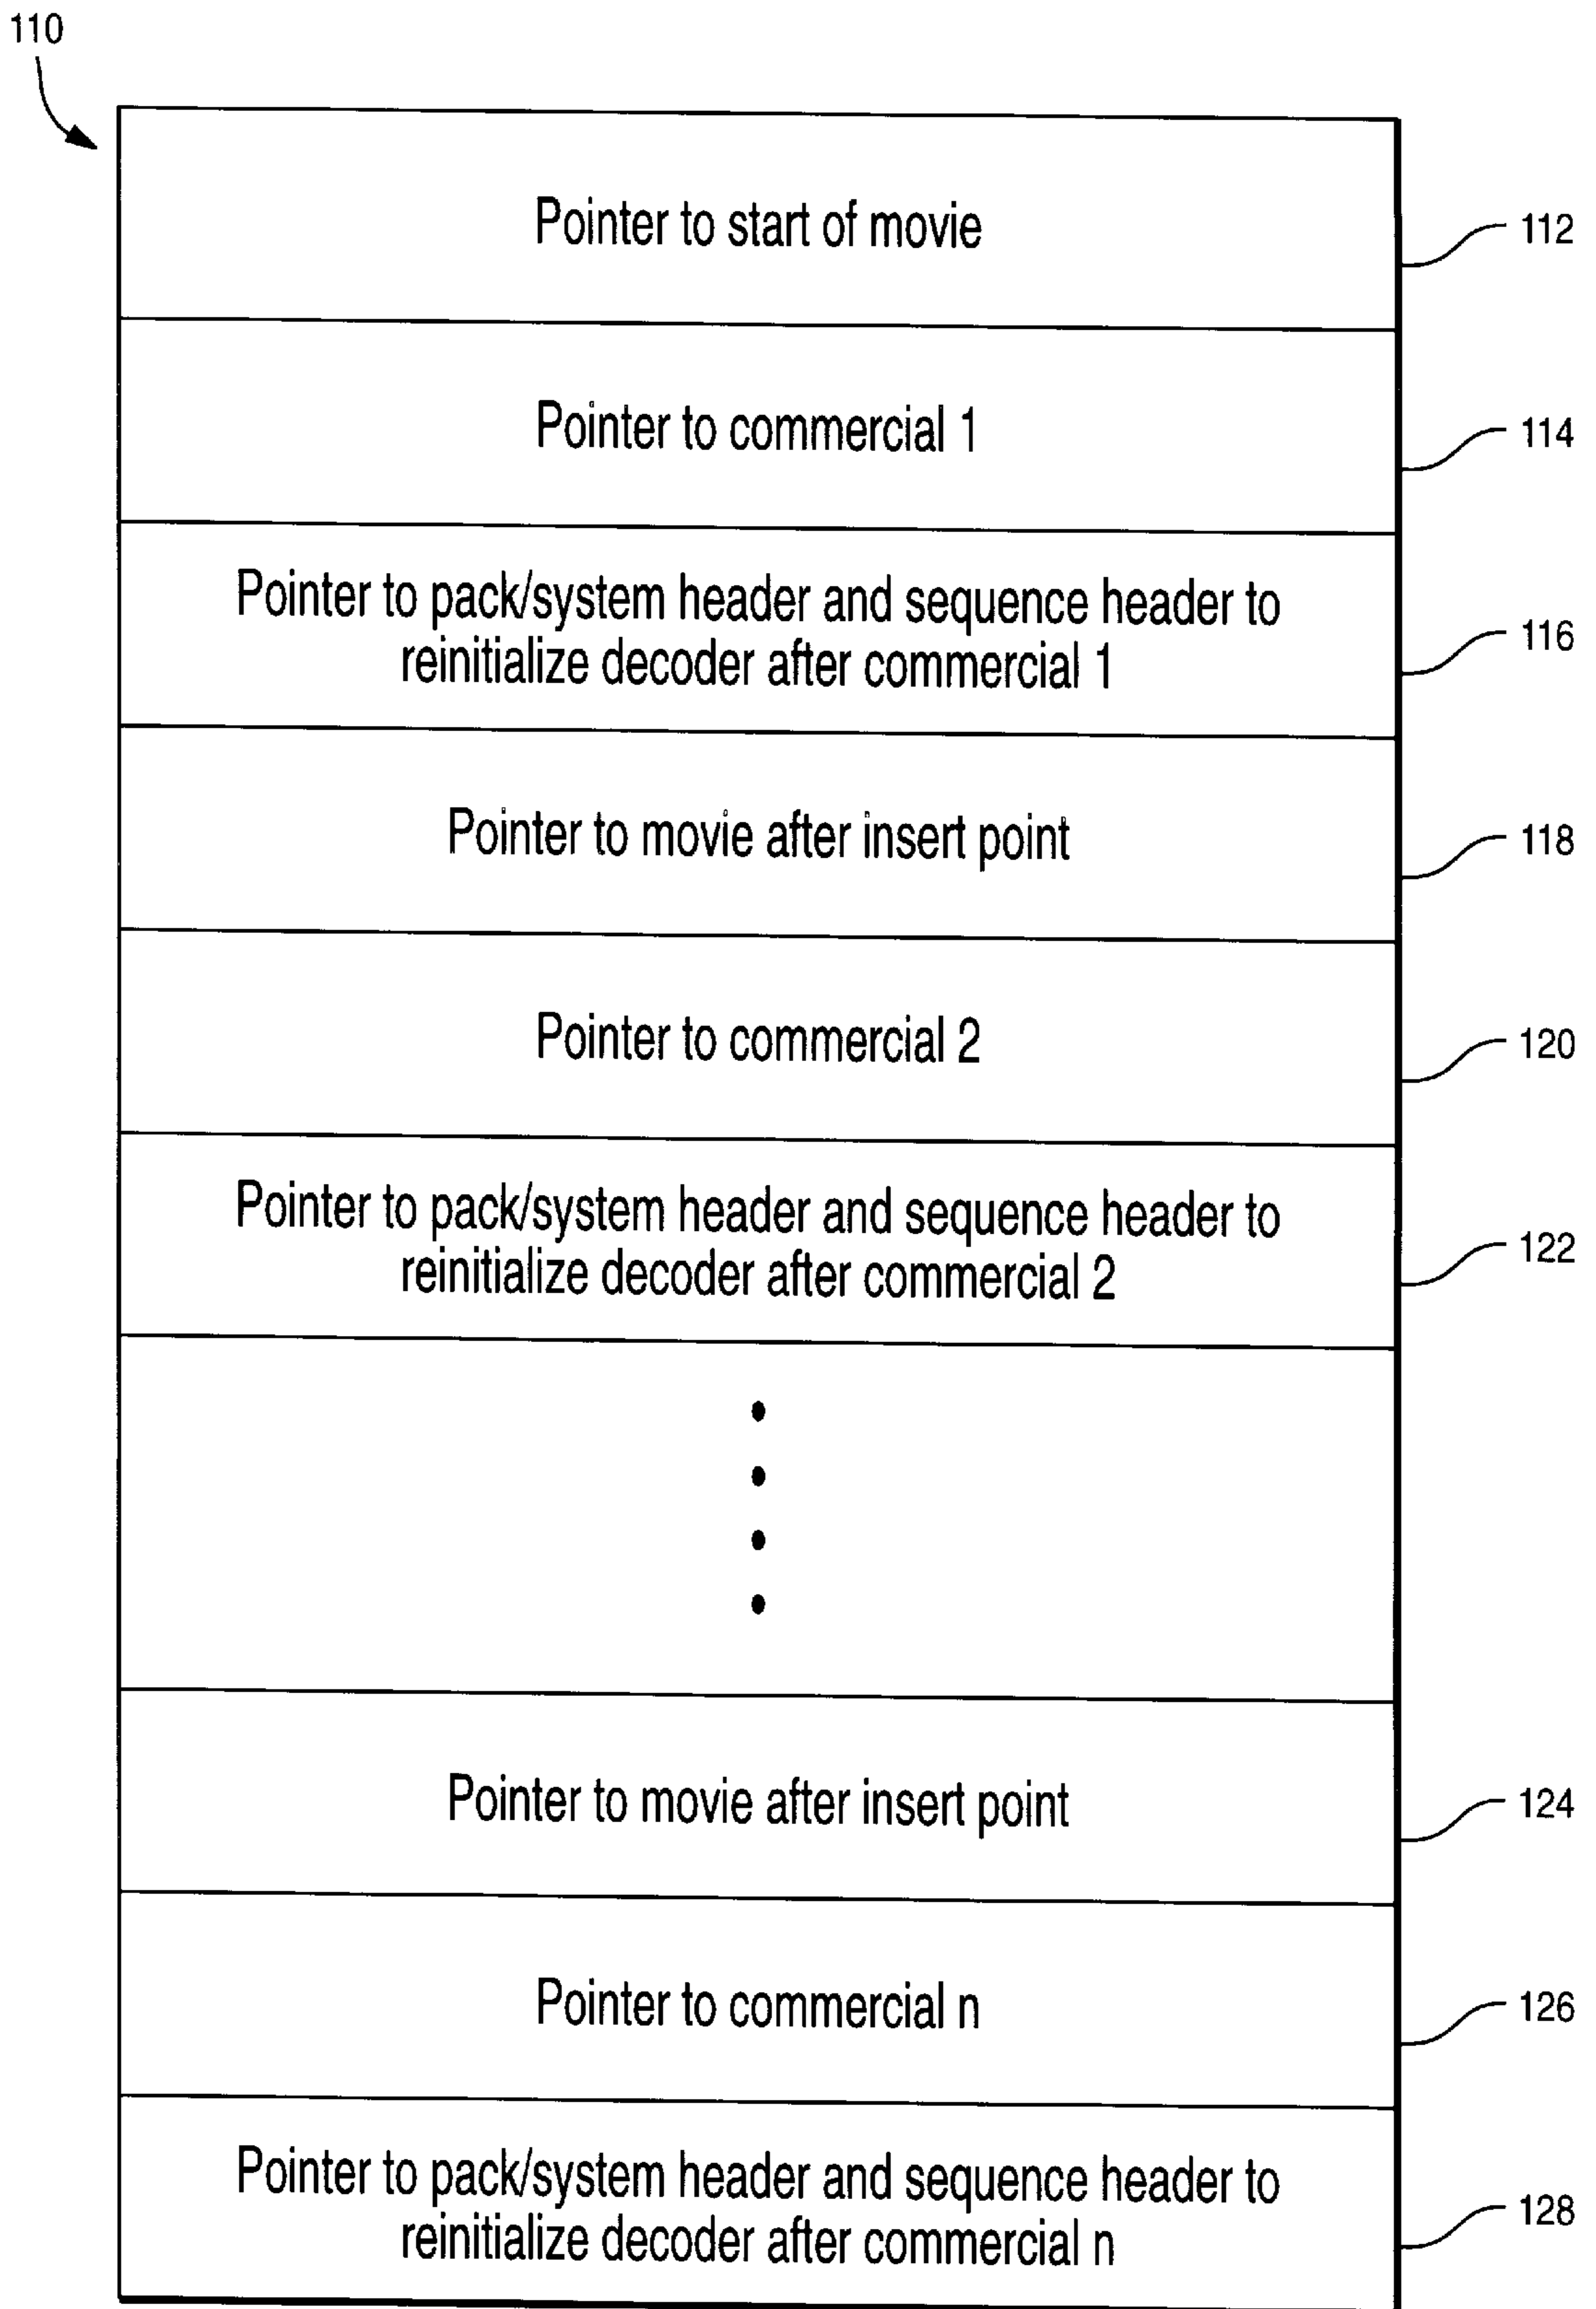 110
Pointer to start of movie
112
Pointer to commercial 1
114
Pointer to pack/system header and sequence header to
reinitialize decoder after commercial 1
116
Pointer to movie after insert point
118
Pointer to commercial 2
120
Pointer to pack/system header and sequence header to
reinitialize decoder after commercial 2
122
Pointer to movie after insert point
124
Pointer to commercial n
126
Pointer to pack/system header and sequence header to
reinitialize decoder after commercial n
128